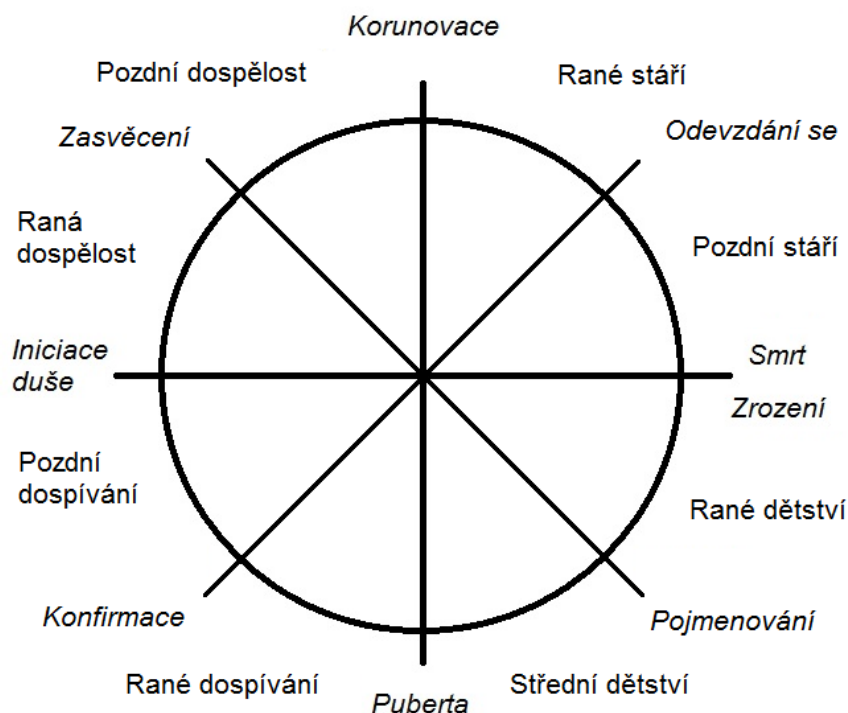 Korunovace
Pozdní dospělost
Rané stáří
Zasvěcení
Odevzdání se
Raná
dospělost
Pozdní stáří
Iniciace
duše
Smrt
Zrození
Pozdní
dospívání
Rané dětství
Konfirmace
Pojmenování
Rané dospívání
Puberta
Střední dětství